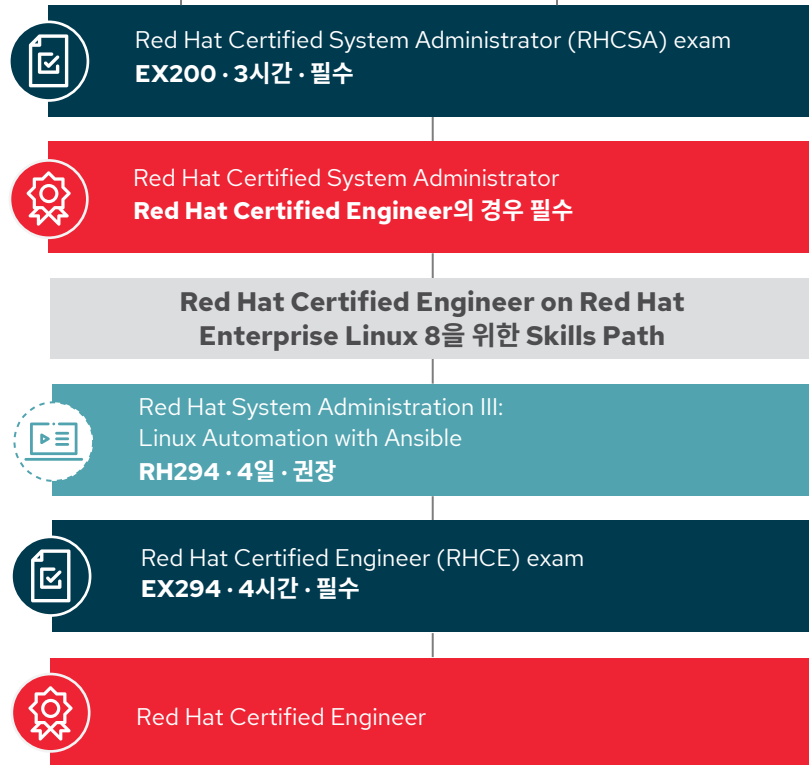 Red Hat Certified System Administrator (RHCSA) exam
EX200 · 3시간 · 필수
Red Hat Certified System Administrator
Red Hat Certified Engineer의 경우 필수
Red Hat Certified Engineer on Red Hat
Enterprise Linux 8을 위한 Skills Path
Red Hat System Administration III:
Linux Automation with Ansible
RH294 · 4일 · 권장
Red Hat Certified Engineer (RHCE) exam
EX294 · 4시간 · 필수
Red Hat Certified Engineer